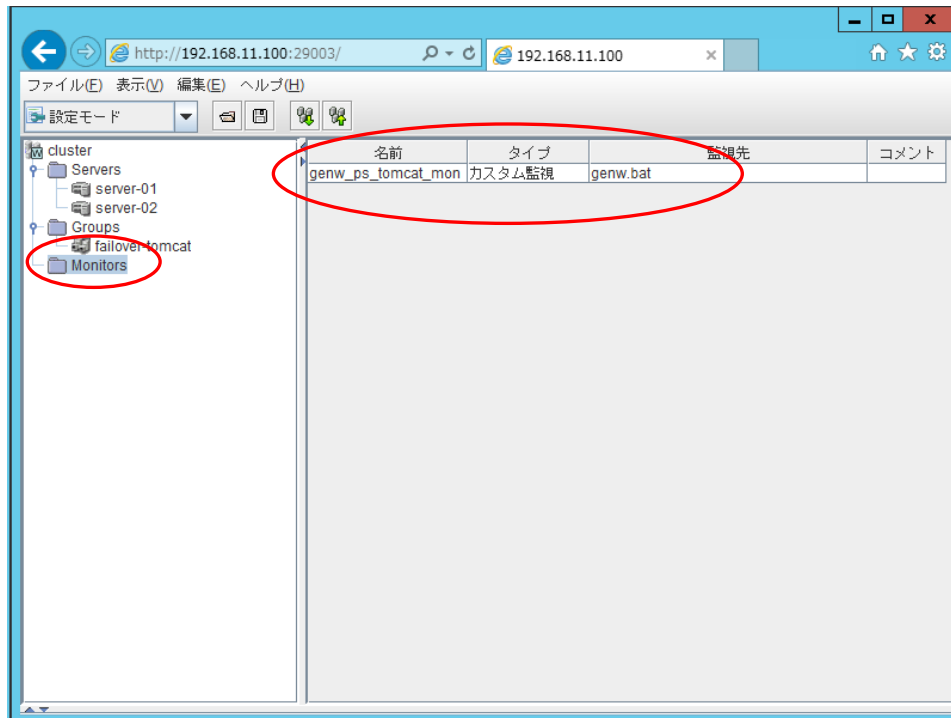 http://192.168.11.100:29003/
192.168.11.100
ファイル(F) 表示(V) 編集(E) ヘルプ(H)
設定モード
cluster
Servers
server-01
server-02
Groups
failover-tomcat
Monitors
名前 タイプ 監視先 コメント
genw_ps_tomcat_mon カスタム監視 genw.bat